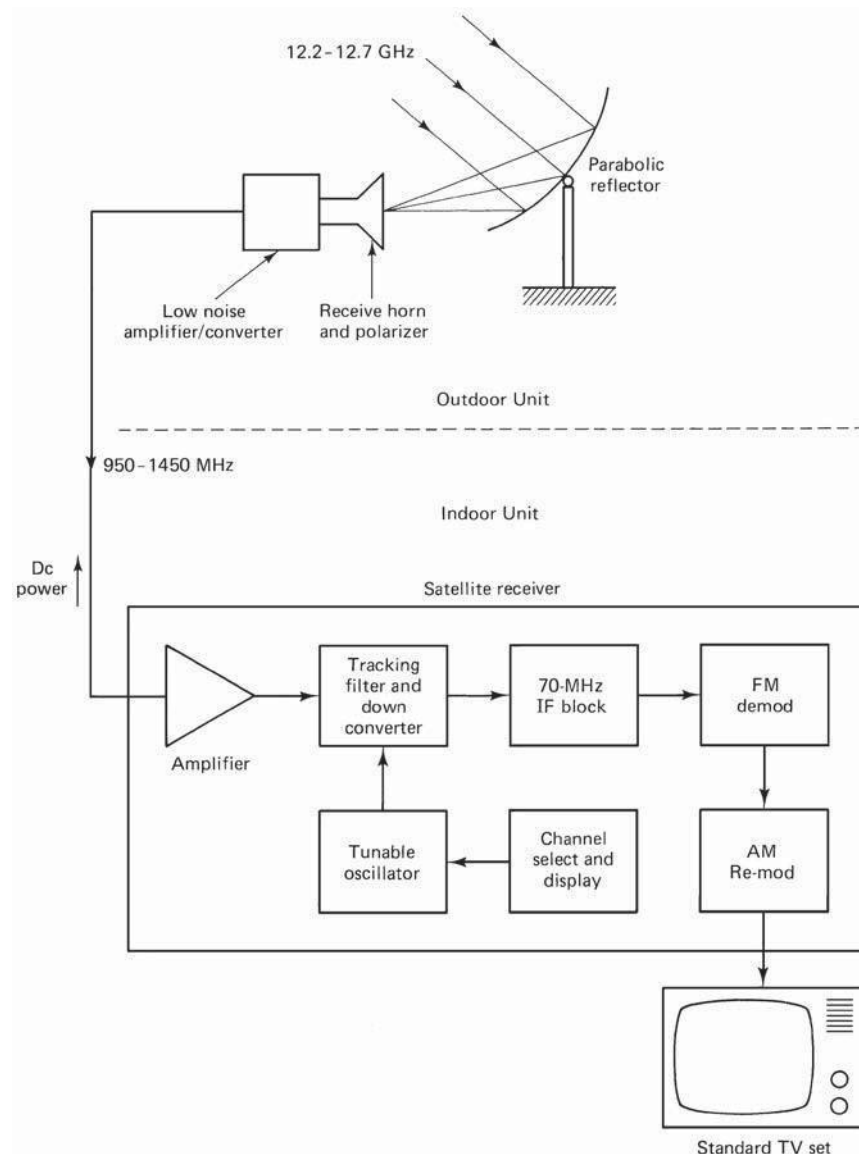 12.2–12.7 GHz
Parabolic
reflector
Low noise
amplifier/converter
Receive horn
and polarizer
Outdoor Unit
950–1450 MHz
Indoor Unit
Dc
power
Satellite receiver
Amplifier
Tracking
filter and
down
converter
70-MHz
IF block
FM
demod
Tunable
oscillator
Channel
select and
display
AM
Re-mod
Standard TV set